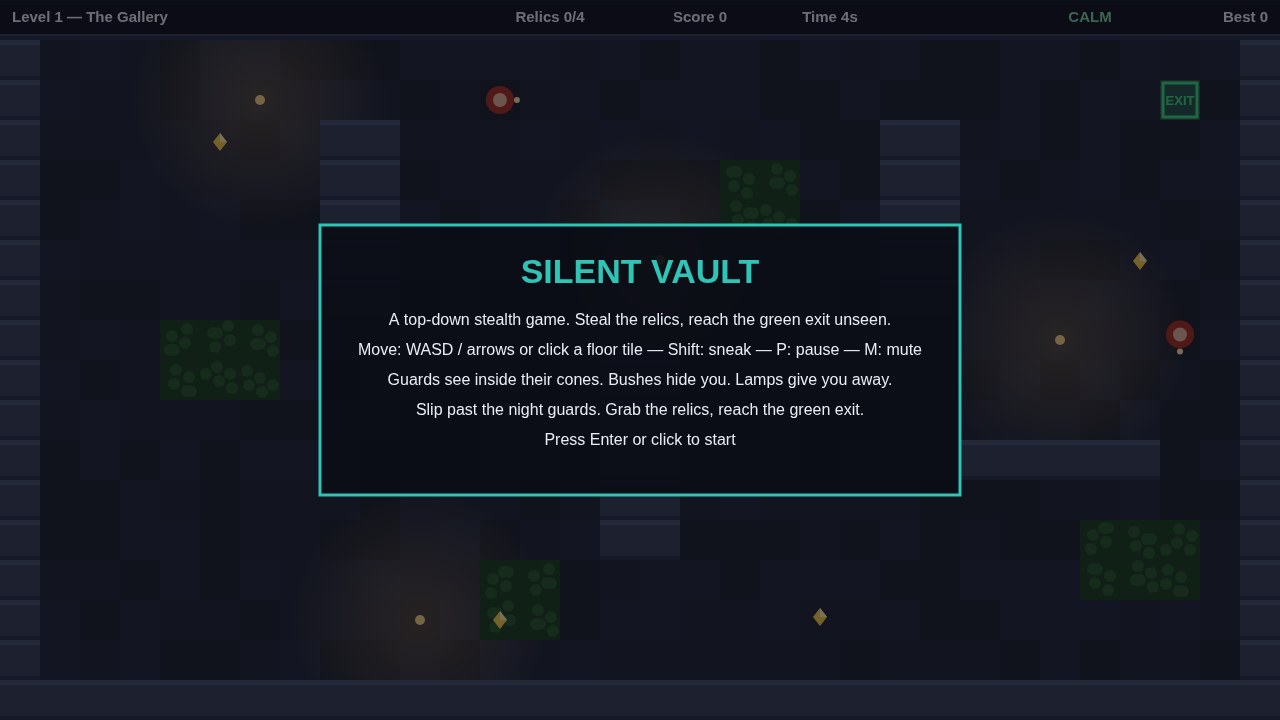 Level 1 — The Gallery Relics 0/4 Score 0 Time 4s CALM Best 0
EXIT
SILENT VAULT
A top-down stealth game. Steal the relics, reach the green exit unseen.
Move: WASD / arrows or click a floor tile — Shift: sneak — P: pause — M: mute
Guards see inside their cones. Bushes hide you. Lamps give you away.
Slip past the night guards. Grab the relics, reach the green exit.
Press Enter or click to start